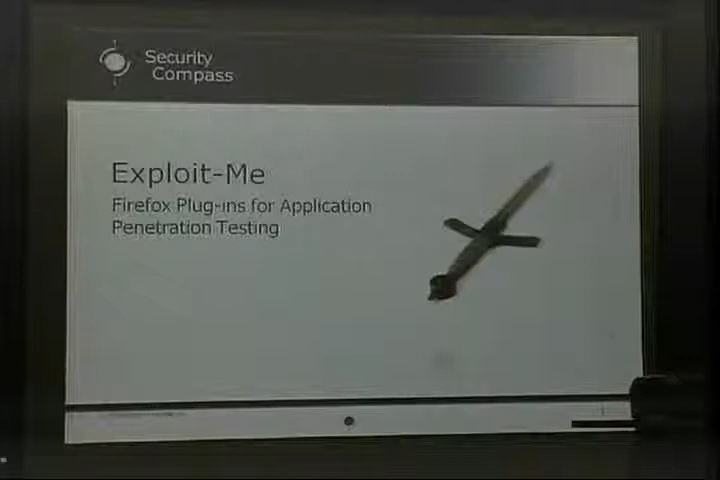 Security
Compass
Exploit-Me
Firefox Plug-ins for Application
Penetration Testing